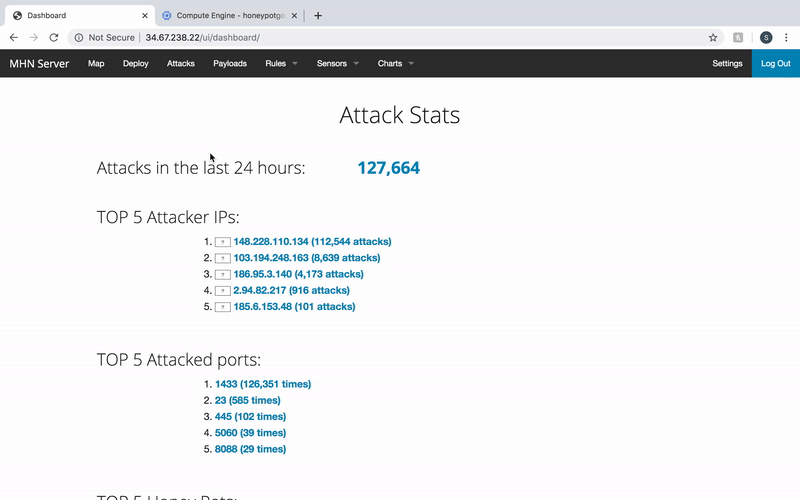 Dashboard
Compute Engine - honeypotgo
Not Secure | 34.67.238.22/ui/dashboard/
S
MHN Server Map Deploy Attacks Payloads Rules Sensors Charts Settings Log Out
Attack Stats
Attacks in the last 24 hours: 127,664
TOP 5 Attacker IPs:
1. ? 148.228.110.134 (112,544 attacks)
2. ? 103.194.248.163 (8,639 attacks)
3. ? 186.95.3.140 (4,173 attacks)
4. ? 2.94.82.217 (916 attacks)
5. ? 185.6.153.48 (101 attacks)
TOP 5 Attacked ports:
1. 1433 (126,351 times)
2. 23 (585 times)
3. 445 (102 times)
4. 5060 (39 times)
5. 8088 (29 times)
TOP 5 Honey Pots: